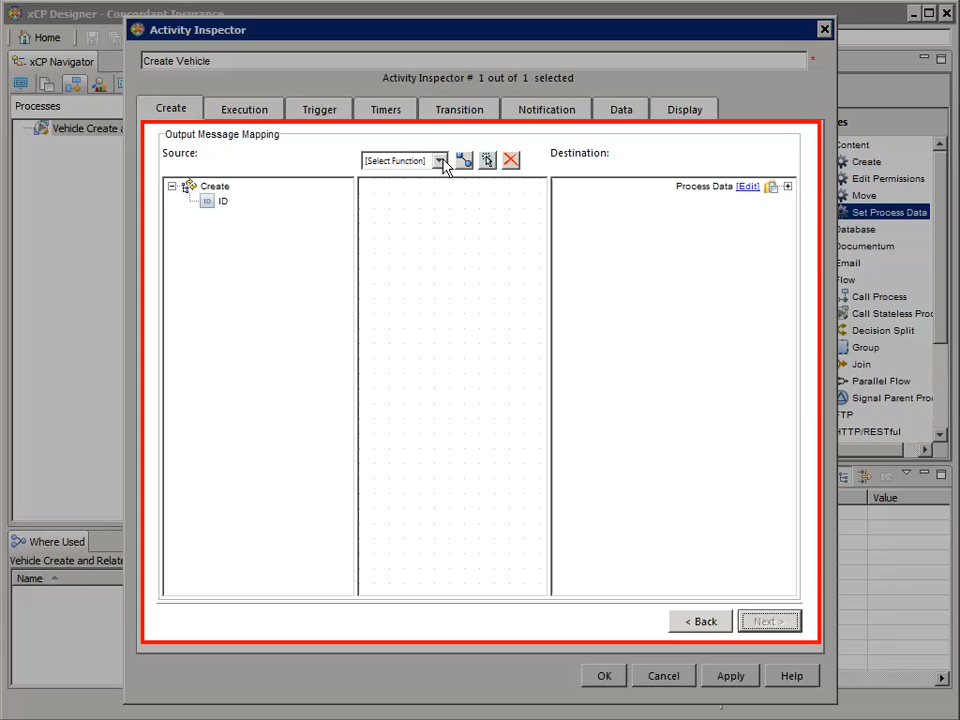 xCP Designer - Concordant Insurance
Home
xCP Navigator
Processes
Vehicle Create a
Where Used
Vehicle Create and Relate
Name
Activity Inspector
Create Vehicle
*
Activity Inspector # 1 out of 1 selected
Create
Execution
Trigger
Timers
Transition
Notification
Data
Display
Output Message Mapping
Source:
[Select Function]
Destination:
Create
ID
ID
Process Data [Edit]
< Back
Next >
OK
Cancel
Apply
Help
es
Content
Create
Edit Permissions
Move
Set Process Data
Database
Documentum
Email
Flow
Call Process
Call Stateless Proc
Decision Split
Group
Join
Parallel Flow
Signal Parent Pro
FTP
HTTP/RESTful
Value